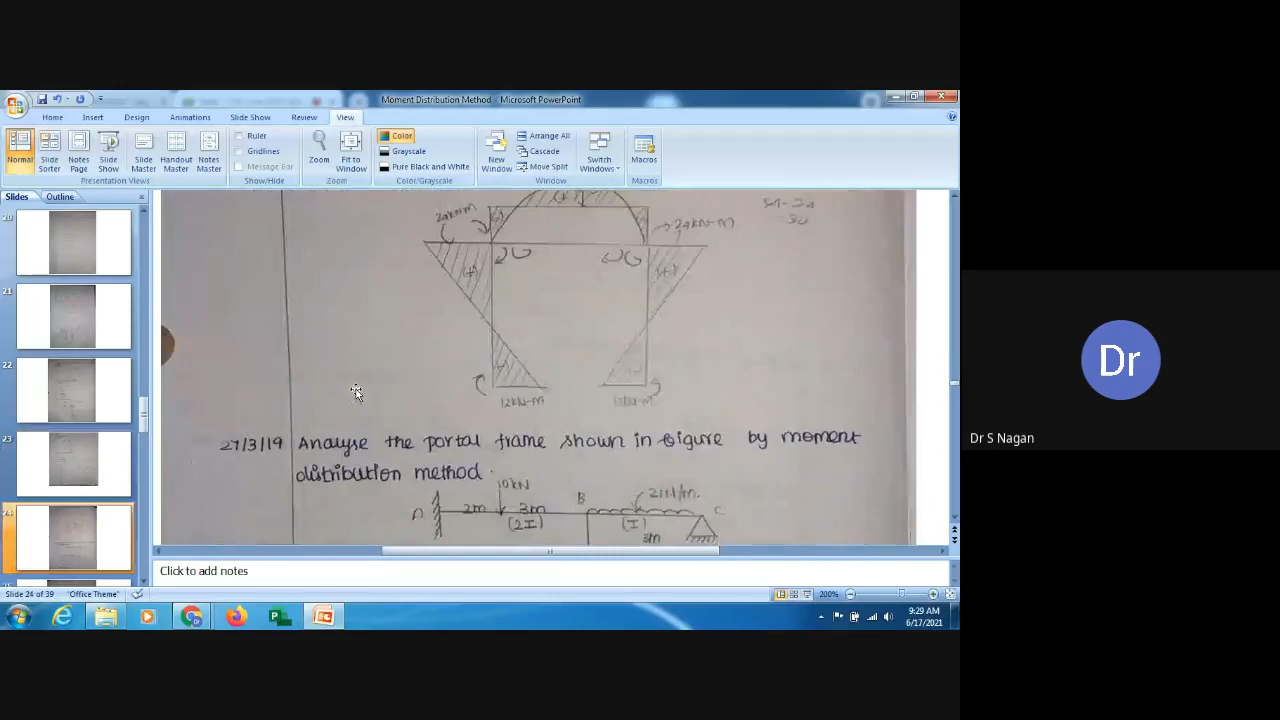 Moment Distribution Method - Microsoft PowerPoint
Home Insert Design Animations Slide Show Review View
Normal Slide Sorter Notes Page Slide Show Slide Master Handout Master Notes Master
Presentation Views
Ruler
Gridlines
Message Bar
Show/Hide
Zoom Fit to Window
Zoom
Color
Grayscale
Pure Black and White
Color/Grayscale
New Window
Arrange All
Cascade
Move Split
Switch Windows
Window
Macros
Macros
Slides Outline
20
21
22
23
24
24KN-M
24KN-M
(+)
(+)
12KN-M
27/3/19 Analyse the portal frame shown in figure by moment
distribution method.
10KN
B
2KN/m.
C
A
2m
3m
(2I)
(I)
3m
Click to add notes
Slide 24 of 39 "Office Theme" 200%
9:29 AM
6/17/2021
Dr
Dr S Nagan